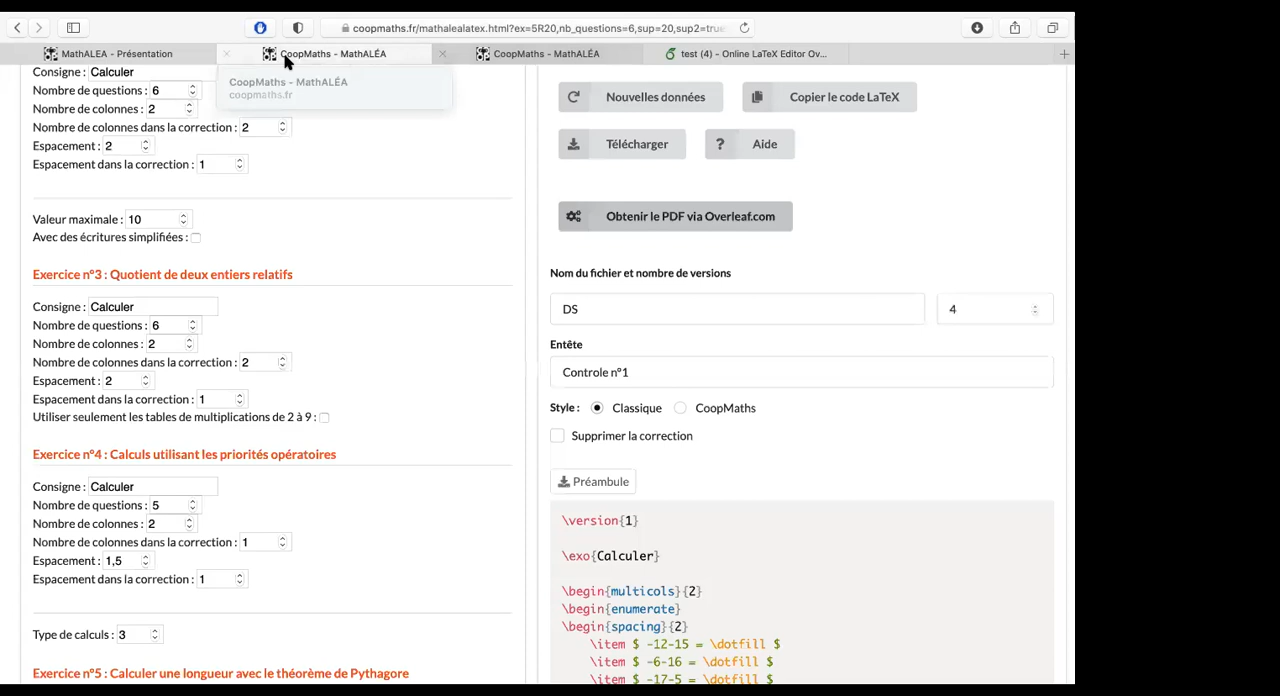 coopmaths.fr/mathalealatex.html?ex=5R20,nb_questions=6,sup=20,sup2=true
MathALEA - Présentation
CoopMaths - MathALÉA
CoopMaths - MathALÉA
test (4) - Online LaTeX Editor Ov...
CoopMaths - MathALÉA
coopmaths.fr
Consigne : Calculer
Nombre de questions : 6
Nombre de colonnes : 2
Nombre de colonnes dans la correction : 2
Espacement : 2
Espacement dans la correction : 1
Valeur maximale : 10
Avec des écritures simplifiées :
Exercice n°3 : Quotient de deux entiers relatifs
Consigne : Calculer
Nombre de questions : 6
Nombre de colonnes : 2
Nombre de colonnes dans la correction : 2
Espacement : 2
Espacement dans la correction : 1
Utiliser seulement les tables de multiplications de 2 à 9 :
Exercice n°4 : Calculs utilisant les priorités opératoires
Consigne : Calculer
Nombre de questions : 5
Nombre de colonnes : 2
Nombre de colonnes dans la correction : 1
Espacement : 1,5
Espacement dans la correction : 1
Type de calculs : 3
Exercice n°5 : Calculer une longueur avec le théorème de Pythagore
Nouvelles données
Copier le code LaTeX
Télécharger
? Aide
Obtenir le PDF via Overleaf.com
Nom du fichier et nombre de versions
DS
4
Entête
Controle n°1
Style : Classique CoopMaths
Supprimer la correction
Préambule
\version{1}
\exo{Calculer}
\begin{multicols}{2}
\begin{enumerate}
\begin{spacing}{2}
\item $ -12-15 = \dotfill $
\item $ -6-16 = \dotfill $
\item $ -17-5 = \dotfill $